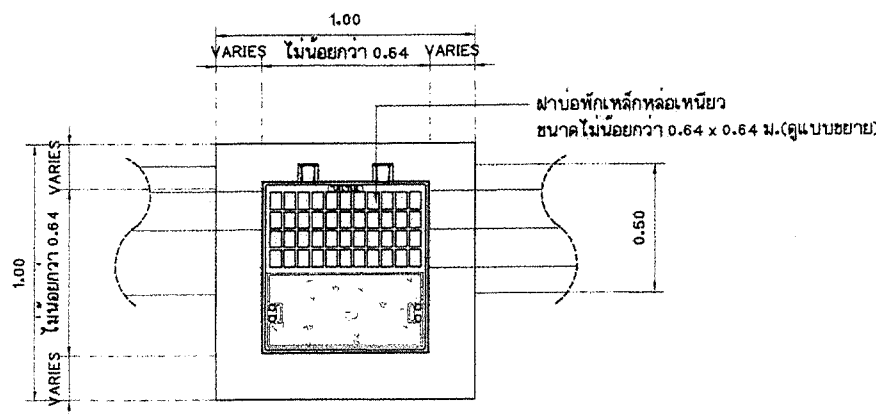 1.00
VARIES ไม่น้อยกว่า 0.64 VARIES
ฝาบ่อพักเหล็กหล่อเหนียว
ขนาดไม่น้อยกว่า 0.64 x 0.64 ม.(ดูแบบขยาย)
VARIES
ไม่น้อยกว่า 0.64
VARIES
1.00
0.50